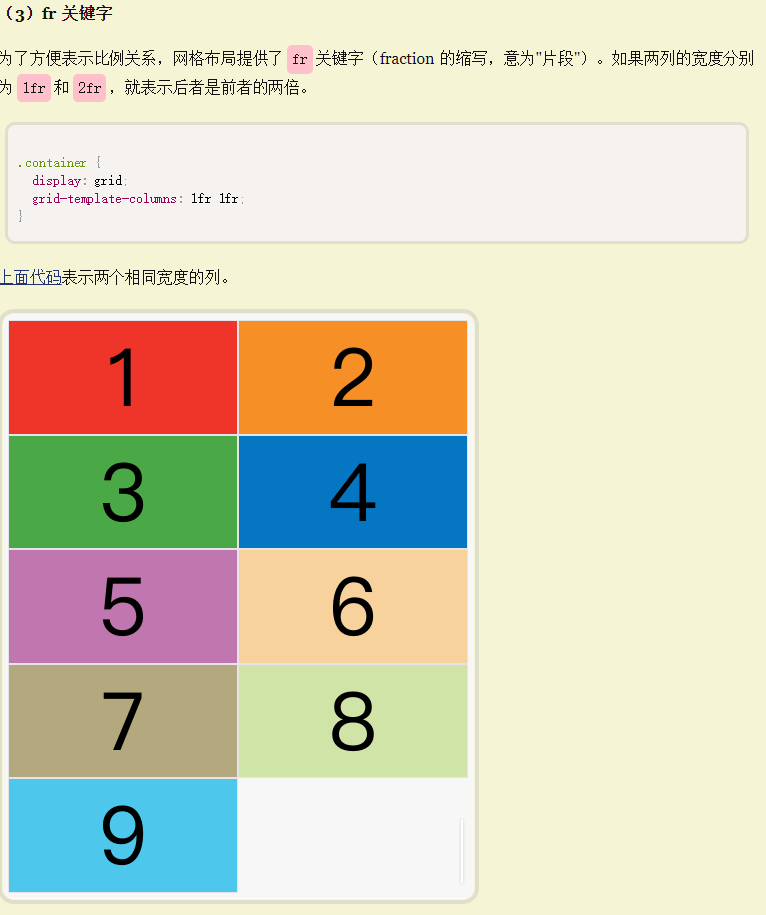 （3）fr 关键字
为了方便表示比例关系，网格布局提供了 fr 关键字（fraction 的缩写，意为"片段"）。如果两列的宽度分别
为 1fr 和 2fr ，就表示后者是前者的两倍。
.container {
  display: grid;
  grid-template-columns: 1fr 1fr;
}
上面代码表示两个相同宽度的列。
1 2
3 4
5 6
7 8
9